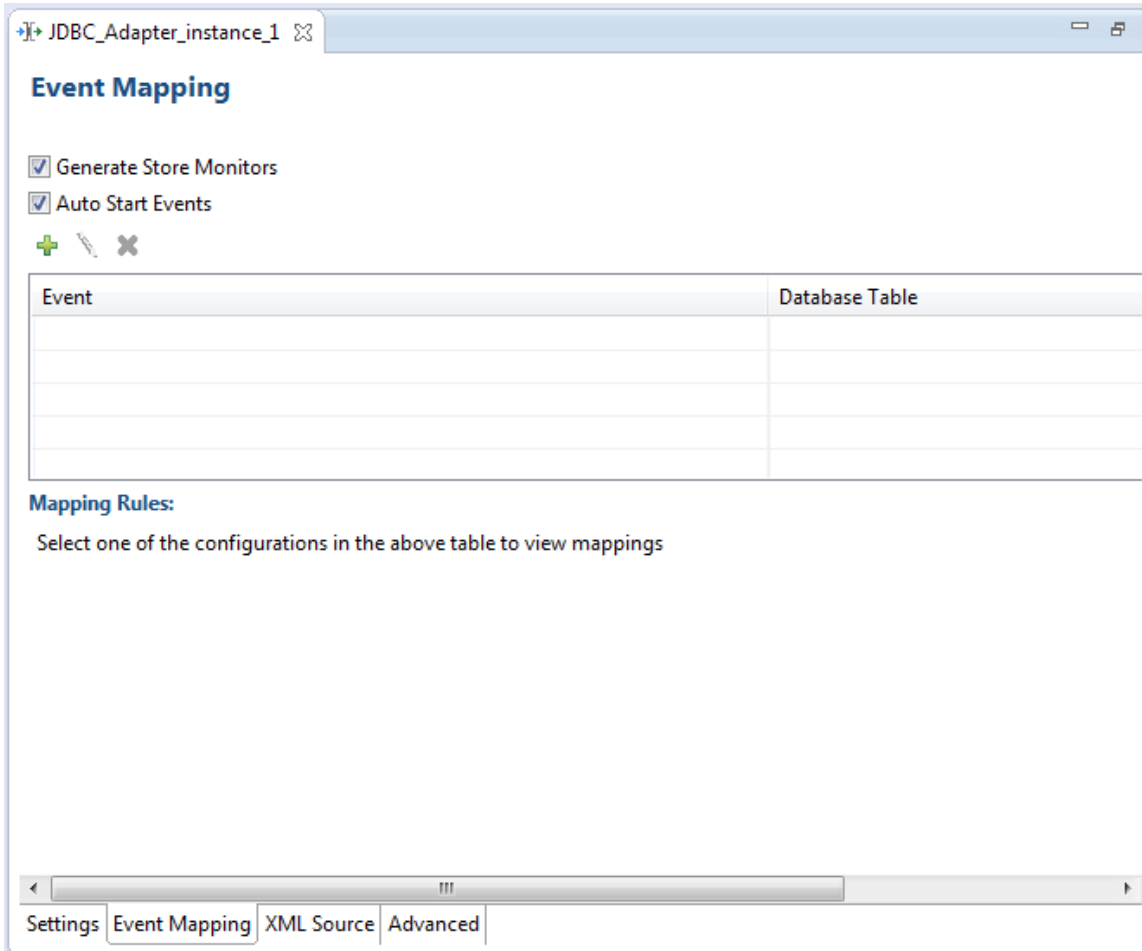 JDBC_Adapter_instance_1
Event Mapping
Generate Store Monitors
Auto Start Events
Event Database Table
Mapping Rules:
Select one of the configurations in the above table to view mappings
Settings Event Mapping XML Source Advanced